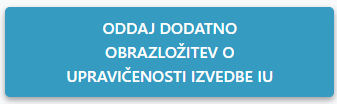 ODDAJ DODATNO
OBRAZLOŽITEV O
UPRAVIČENOSTI IZVEDBE IU